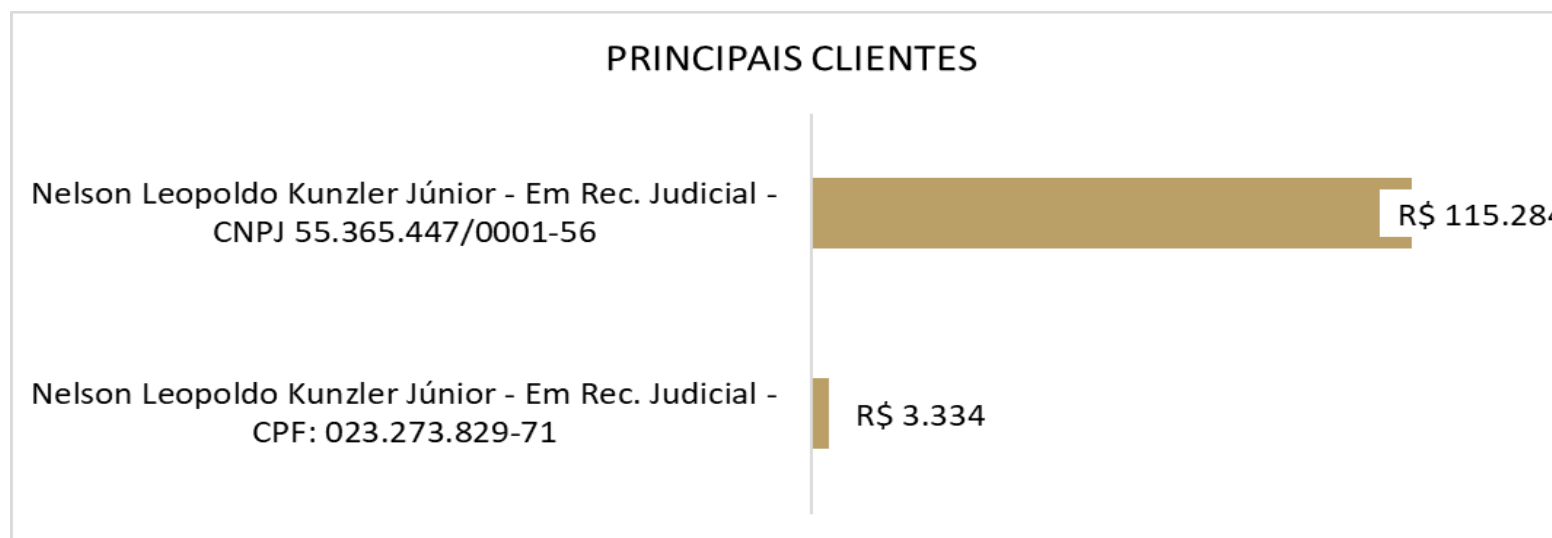 PRINCIPAIS CLIENTES
Nelson Leopoldo Kunzler Júnior - Em Rec. Judicial -
CNPJ 55.365.447/0001-56
R$ 115.284
Nelson Leopoldo Kunzler Júnior - Em Rec. Judicial -
CPF: 023.273.829-71
R$ 3.334